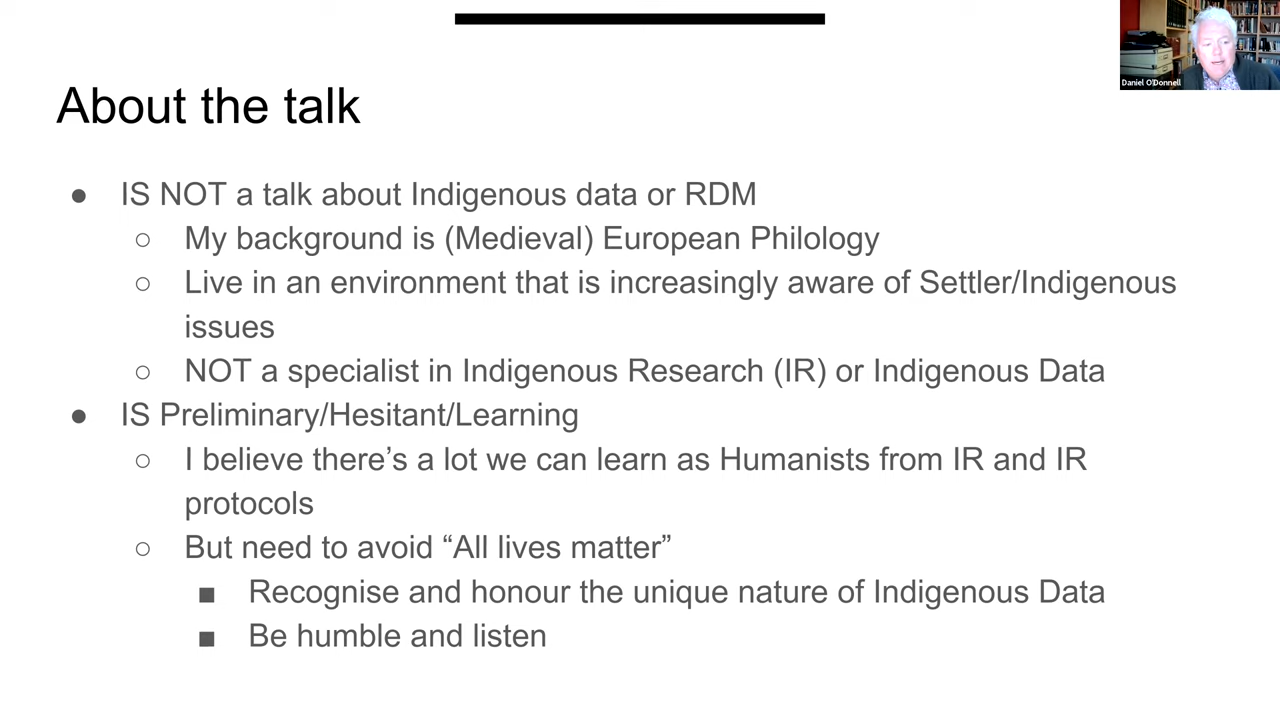 Daniel O'Donnell
About the talk
● IS NOT a talk about Indigenous data or RDM
○ My background is (Medieval) European Philology
○ Live in an environment that is increasingly aware of Settler/Indigenous
issues
○ NOT a specialist in Indigenous Research (IR) or Indigenous Data
● IS Preliminary/Hesitant/Learning
○ I believe there’s a lot we can learn as Humanists from IR and IR
protocols
○ But need to avoid “All lives matter”
■ Recognise and honour the unique nature of Indigenous Data
■ Be humble and listen